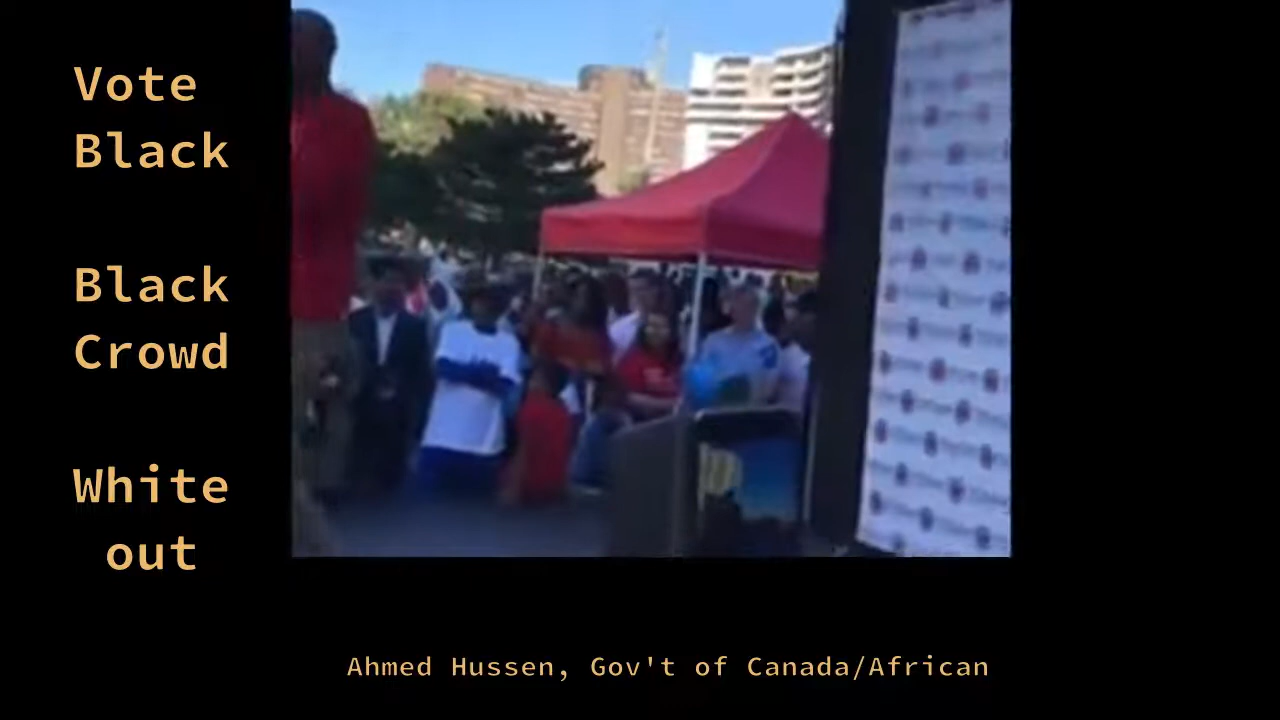 Vote
Black
Black
Crowd
White
out
Ahmed Hussen, Gov't of Canada/African